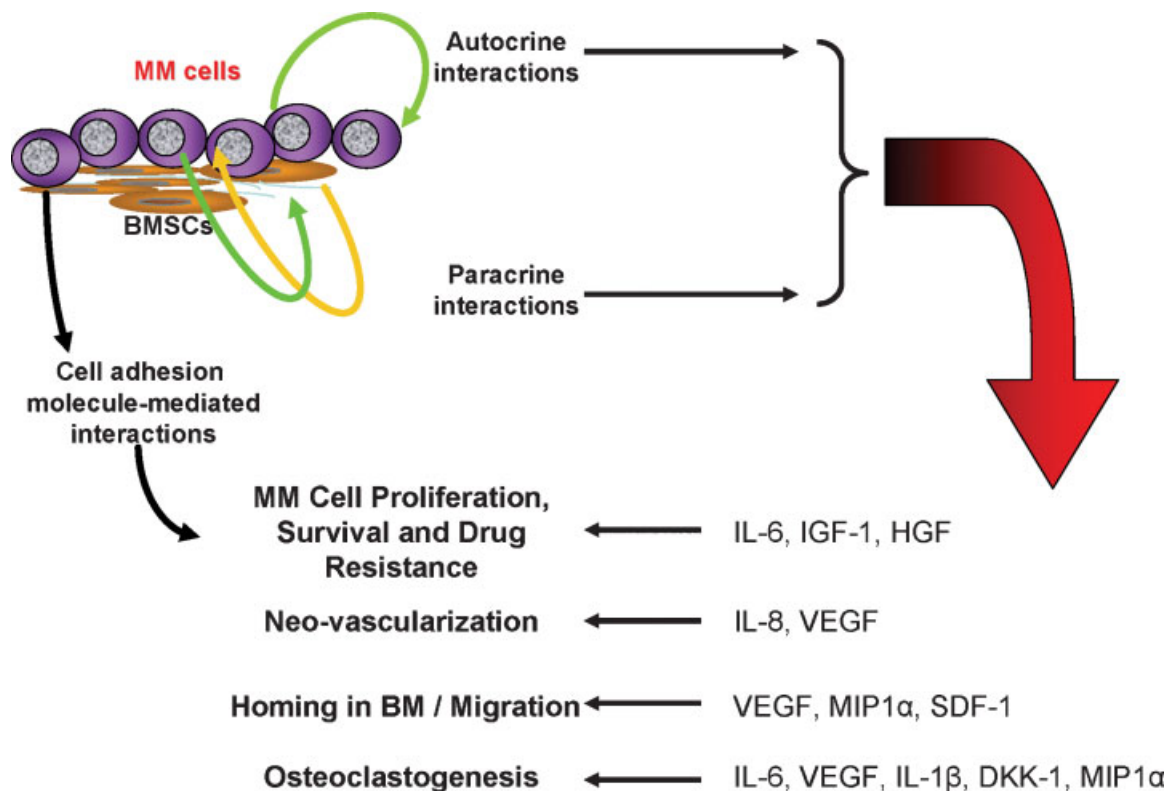 MM cells
BMSCs
Autocrine
interactions
Paracrine
interactions
Cell adhesion
molecule-mediated
interactions
MM Cell Proliferation,
Survival and Drug
Resistance
IL-6, IGF-1, HGF
Neo-vascularization
IL-8, VEGF
Homing in BM / Migration
VEGF, MIP1α, SDF-1
Osteoclastogenesis
IL-6, VEGF, IL-1β, DKK-1, MIP1α